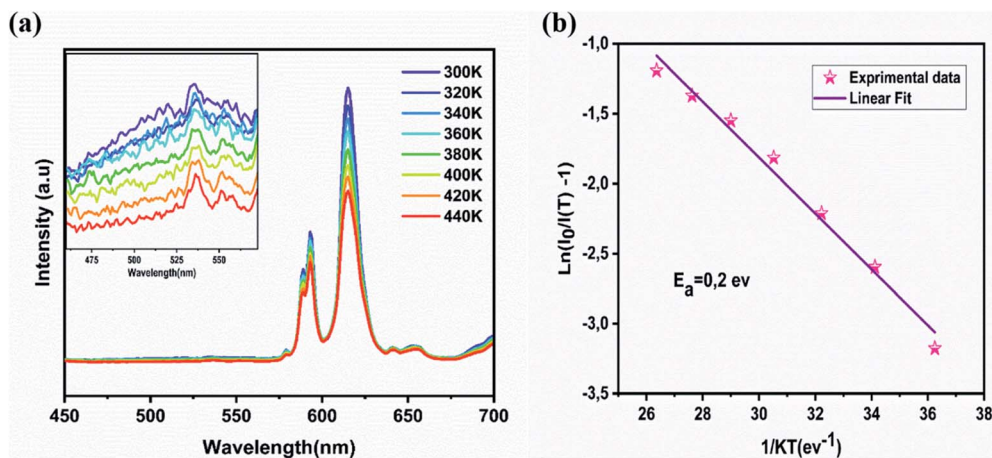 (a)
300K
320K
340K
360K
380K
400K
420K
440K
475 500 525 550
Wavelength(nm)
Intensity (a.u)
450 500 550 600 650 700
Wavelength(nm)
(b)
-1,0
-1,5
-2,0
-2,5
-3,0
-3,5
Exprimental data
Linear Fit
Ln(I0/I(T) -1)
Ea=0,2 ev
26 28 30 32 34 36 38
1/KT(ev-1)